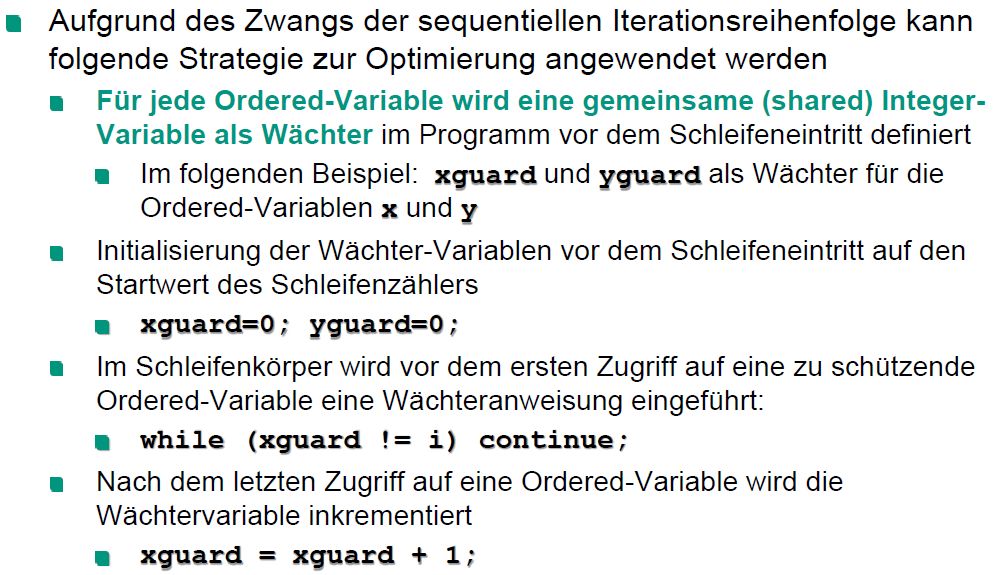 Aufgrund des Zwangs der sequentiellen Iterationsreihenfolge kann
folgende Strategie zur Optimierung angewendet werden
Für jede Ordered-Variable wird eine gemeinsame (shared) Integer-
Variable als Wächter im Programm vor dem Schleifeneintritt definiert
Im folgenden Beispiel: xguard und yguard als Wächter für die
Ordered-Variablen x und y
Initialisierung der Wächter-Variablen vor dem Schleifeneintritt auf den
Startwert des Schleifenzählers
xguard=0; yguard=0;
Im Schleifenkörper wird vor dem ersten Zugriff auf eine zu schützende
Ordered-Variable eine Wächteranweisung eingeführt:
while (xguard != i) continue;
Nach dem letzten Zugriff auf eine Ordered-Variable wird die
Wächtervariable inkrementiert
xguard = xguard + 1;